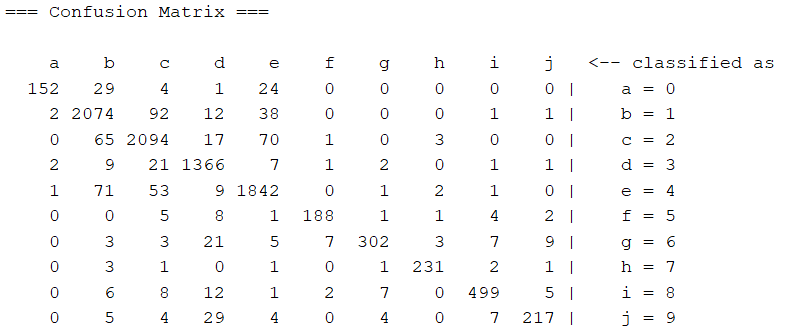 === Confusion Matrix ===
a b c d e f g h i j <-- classified as
152 29 4 1 24 0 0 0 0 0 | a = 0
2 2074 92 12 38 0 0 0 1 1 | b = 1
0 65 2094 17 70 1 0 3 0 0 | c = 2
2 9 21 1366 7 1 2 0 1 1 | d = 3
1 71 53 9 1842 0 1 2 1 0 | e = 4
0 0 5 8 1 188 1 1 4 2 | f = 5
0 3 3 21 5 7 302 3 7 9 | g = 6
0 3 1 0 1 0 1 231 2 1 | h = 7
0 6 8 12 1 2 7 0 499 5 | i = 8
0 5 4 29 4 0 4 0 7 217 | j = 9